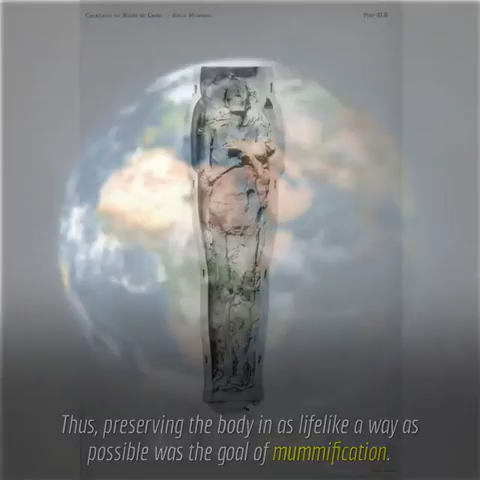 Thus, preserving the body in as lifelike a way as
possible was the goal of mummification.